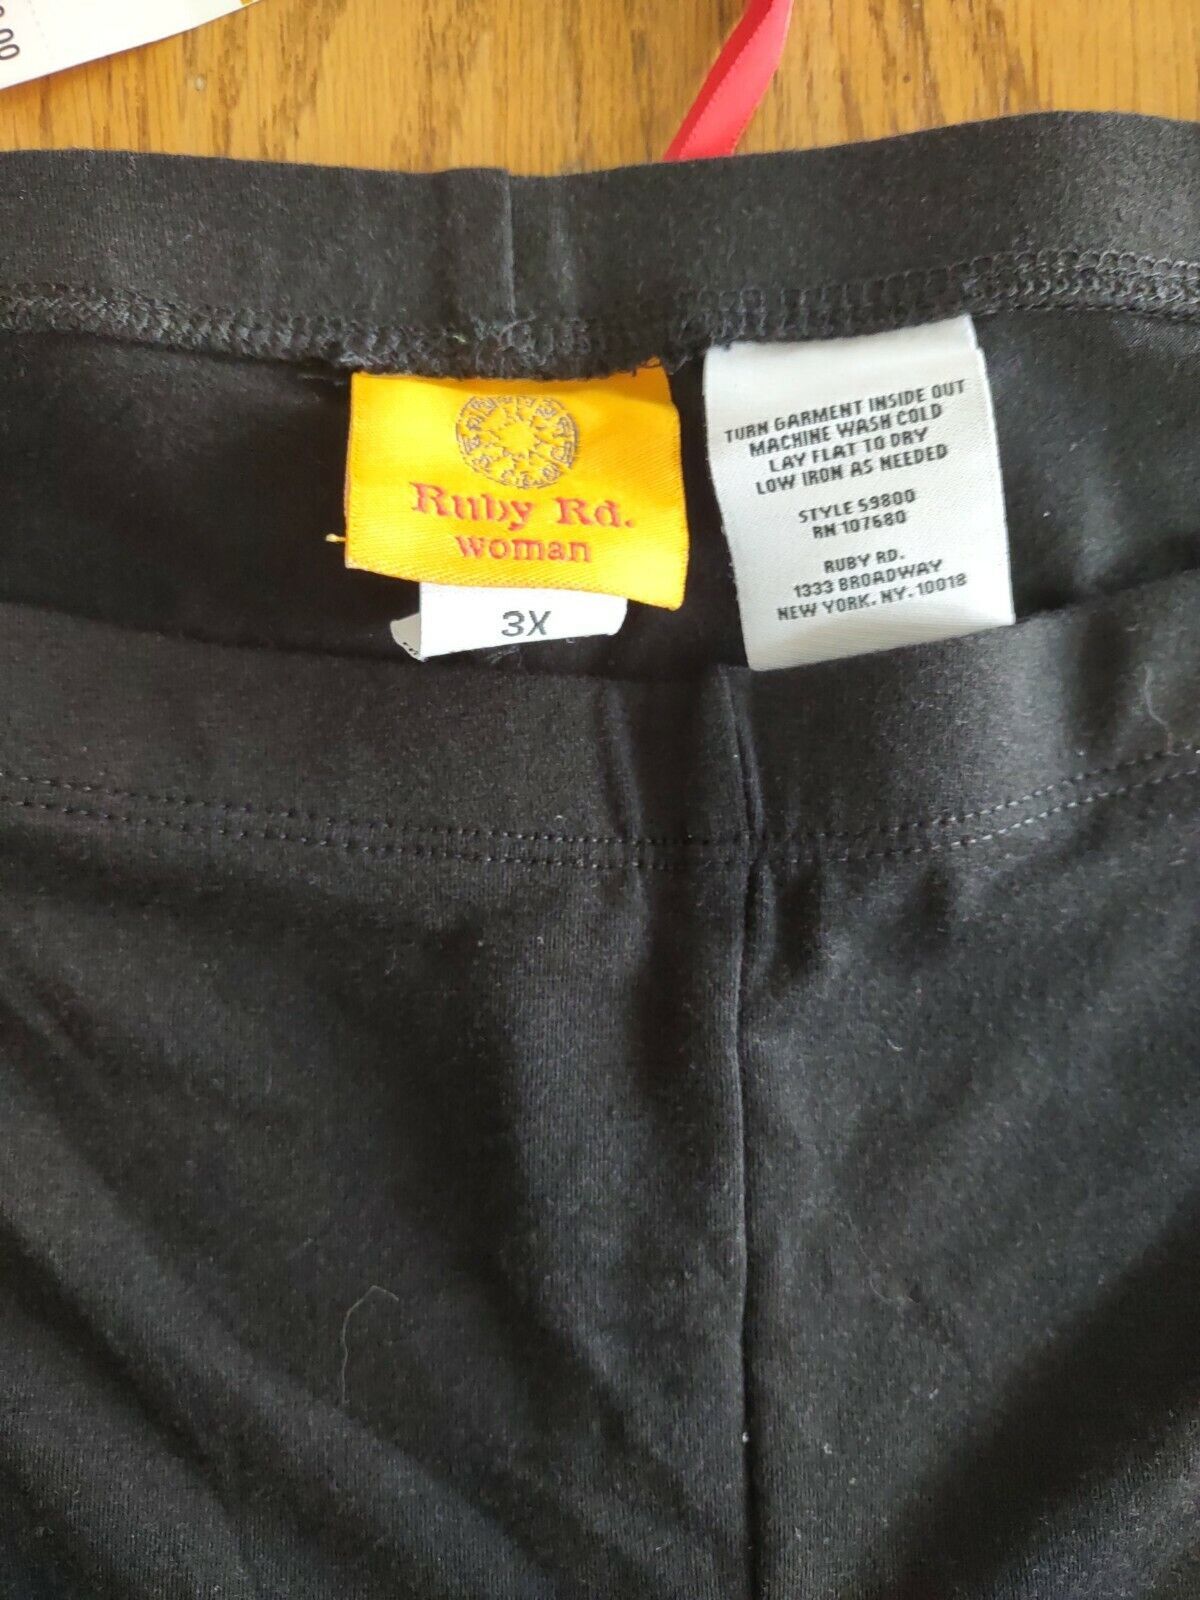 .00
Ruby Rd.
woman
3X
TURN GARMENT INSIDE OUT
MACHINE WASH COLD
LAY FLAT TO DRY
LOW IRON AS NEEDED
STYLE 59800
RN 107680
RUBY RD.
1333 BROADWAY
NEW YORK. NY. 10018